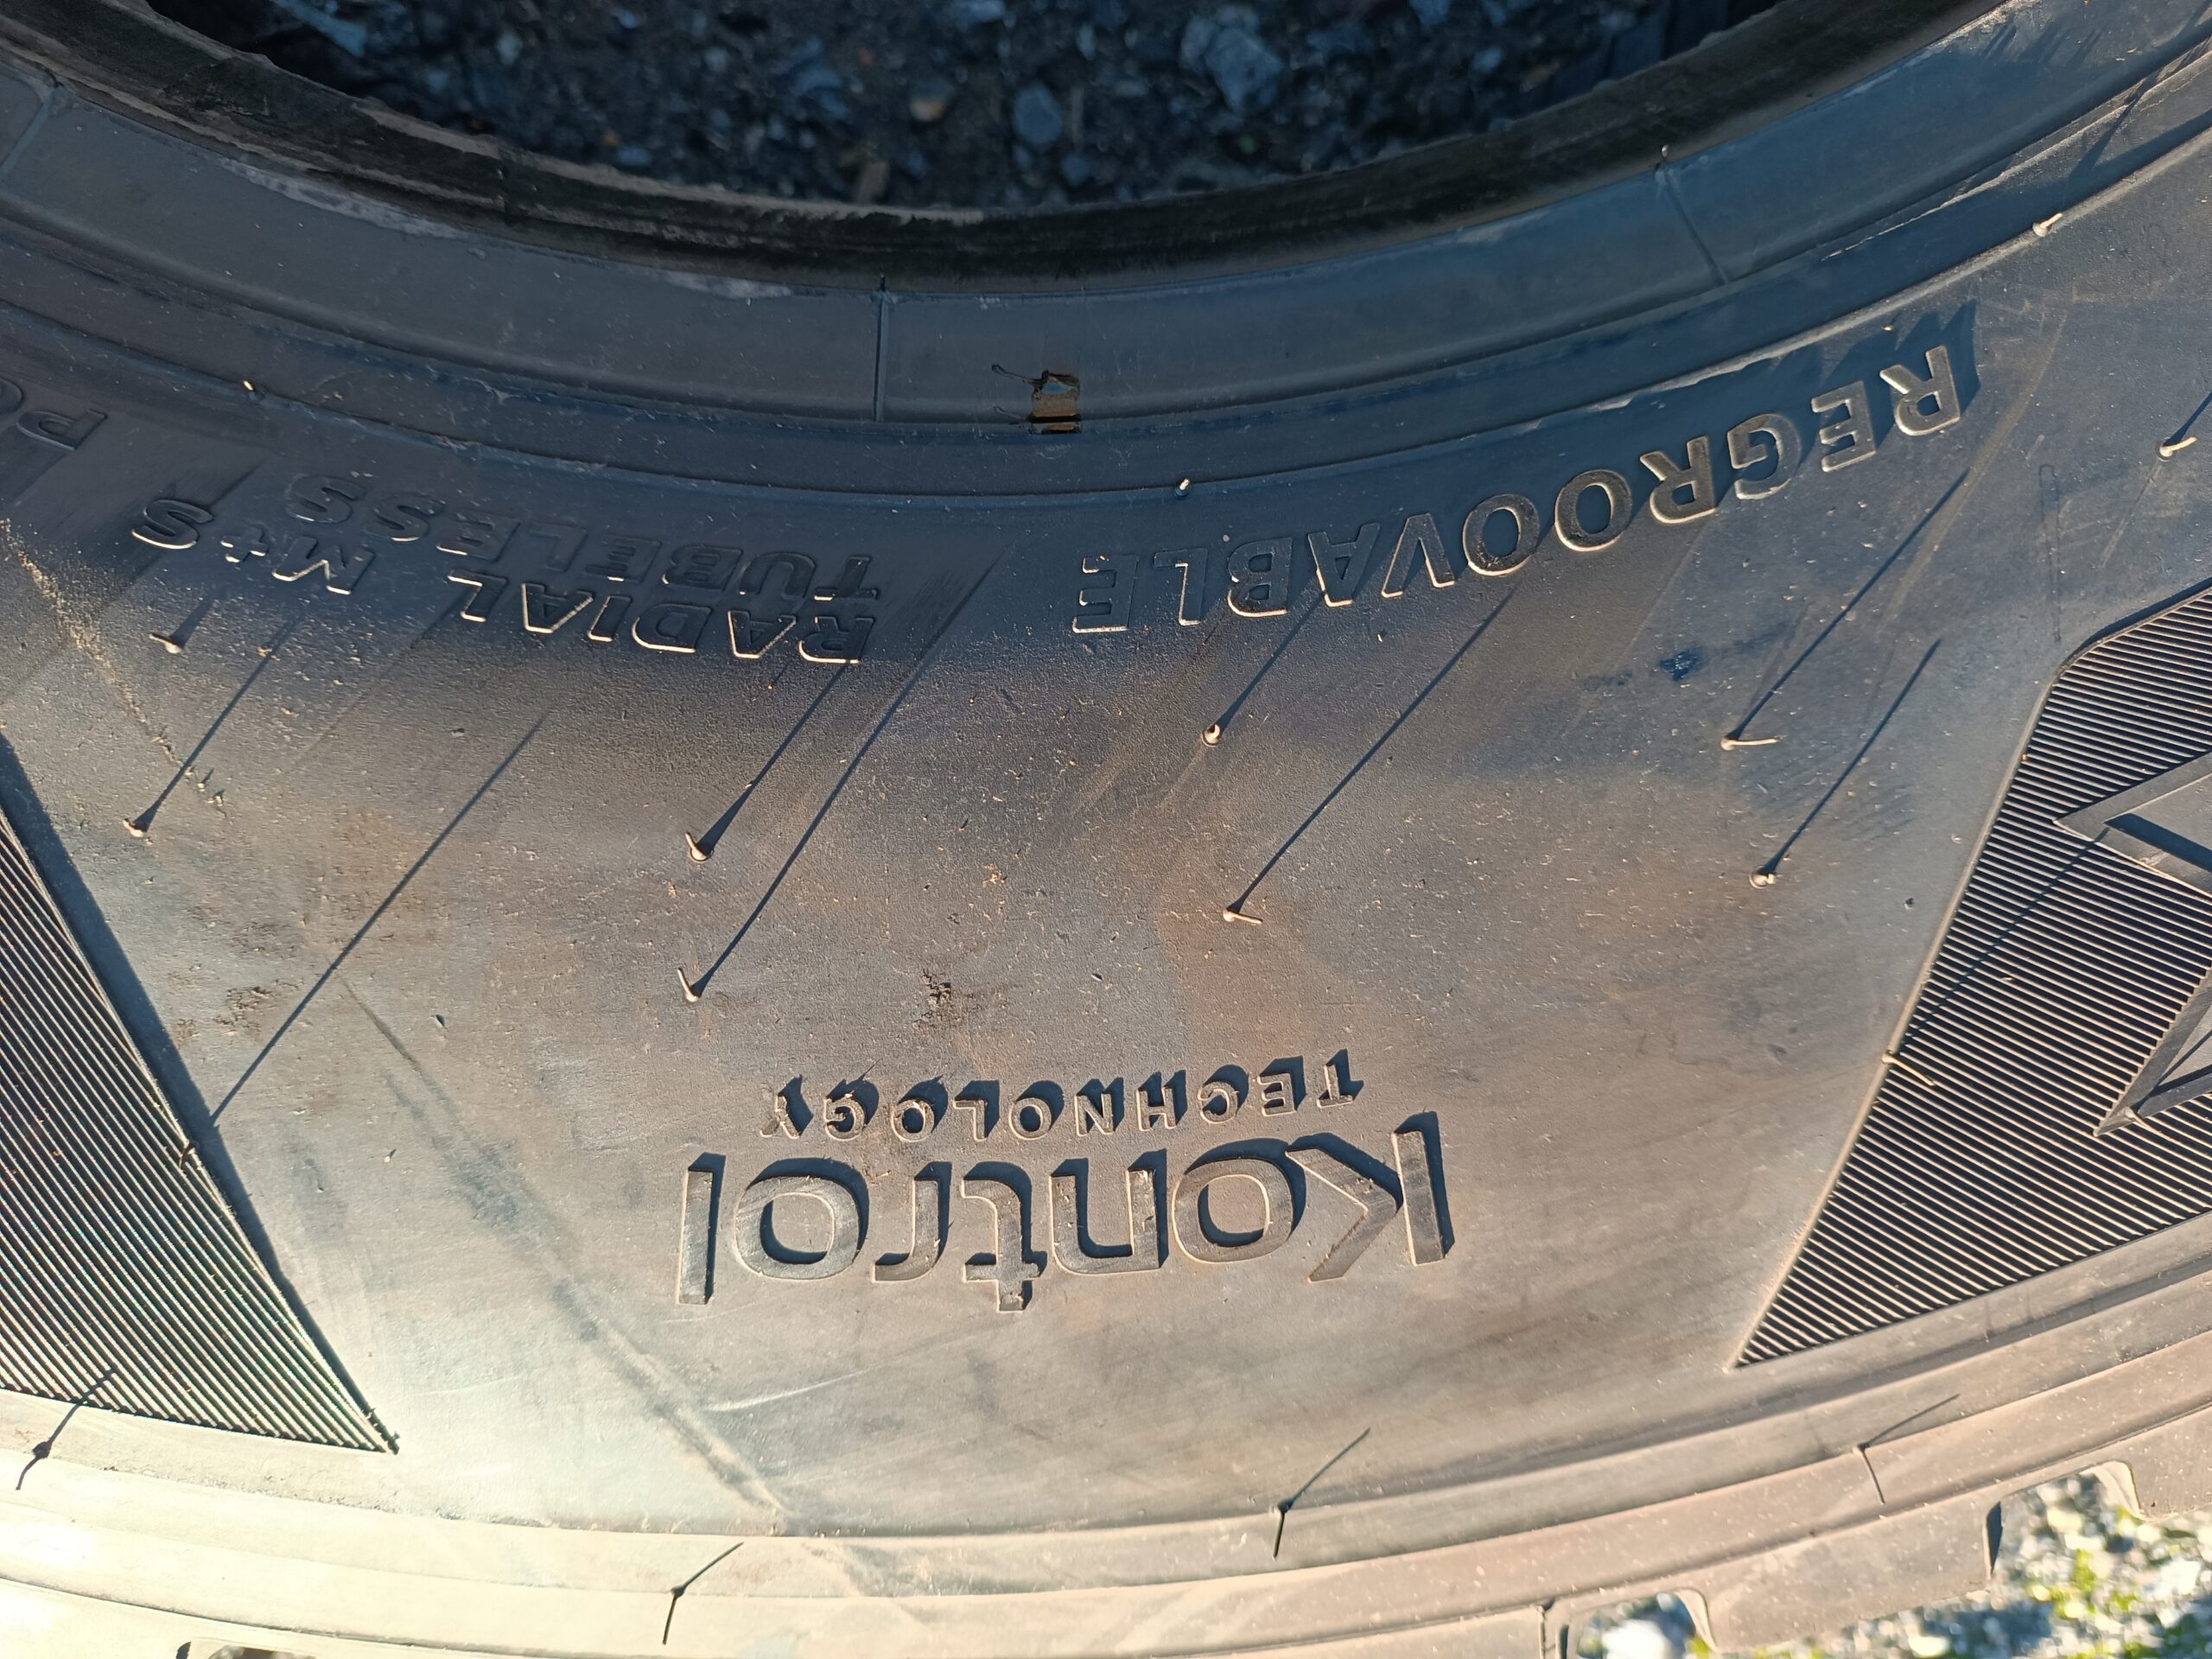 REGROOVABLE
RADIAL M+S
TUBELESS
Kontrol
TECHNOLOGY